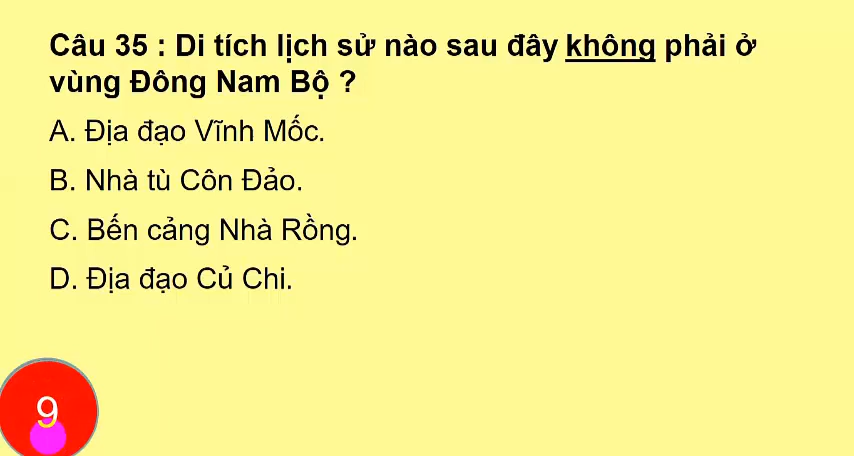 Câu 35 : Di tích lịch sử nào sau đây không phải ở
vùng Đông Nam Bộ ?
A. Địa đạo Vĩnh Mốc.
B. Nhà tù Côn Đảo.
C. Bến cảng Nhà Rồng.
D. Địa đạo Củ Chi.
9